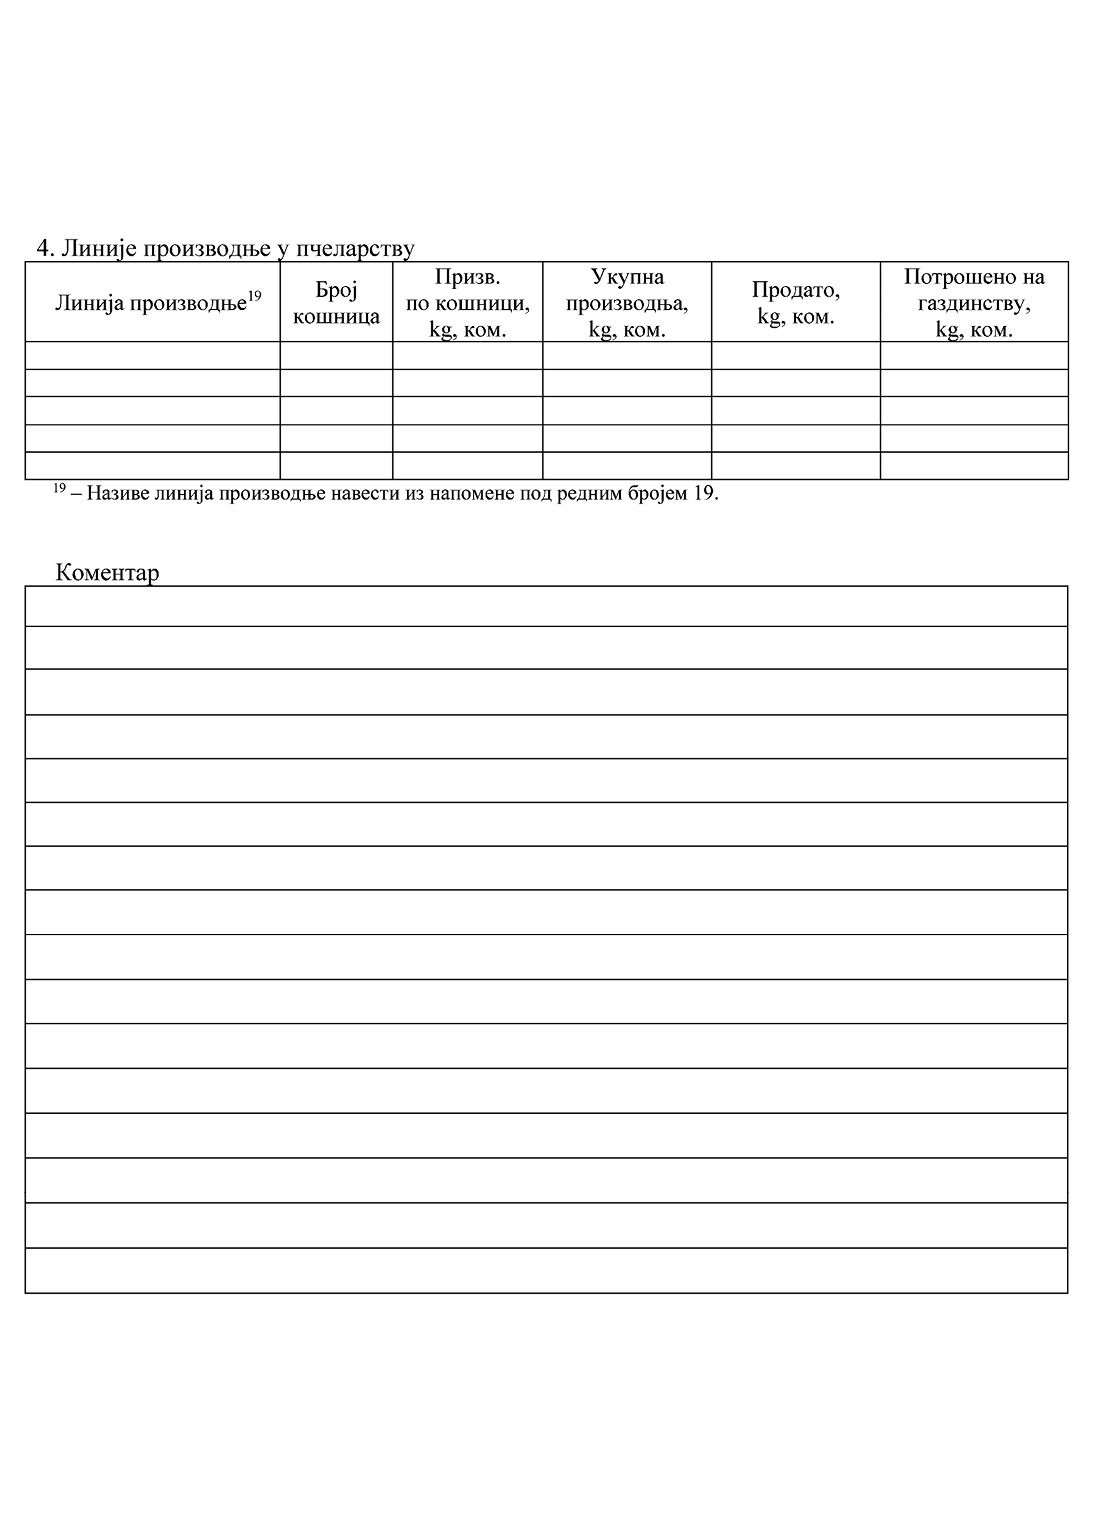 4. Линије производње у пчеларству
Линија производње¹⁹
Број
кошница
Призв.
по кошници,
kg, ком.
Укупна
производња,
kg, ком.
Продато,
kg, ком.
Потрошено на
газдинству,
kg, ком.
¹⁹ – Називе линија производње навести из напомене под редним бројем 19.
Коментар